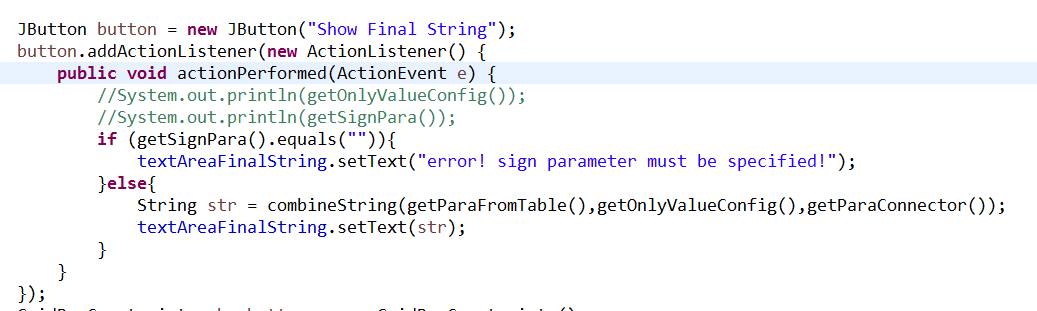 JButton button = new JButton("Show Final String");
button.addActionListener(new ActionListener() {
    public void actionPerformed(ActionEvent e) {
        //System.out.println(getOnlyValueConfig());
        //System.out.println(getSignPara());
        if (getSignPara().equals("")){
            textAreaFinalString.setText("error! sign parameter must be specified!");
        }else{
            String str = combineString(getParaFromTable(),getOnlyValueConfig(),getParaConnector());
            textAreaFinalString.setText(str);
        }
    }
});